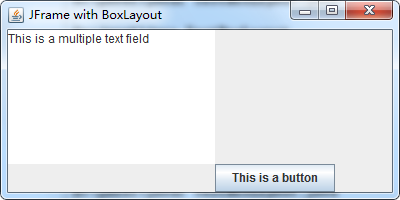 JFrame with BoxLayout
This is a multiple text field
This is a button